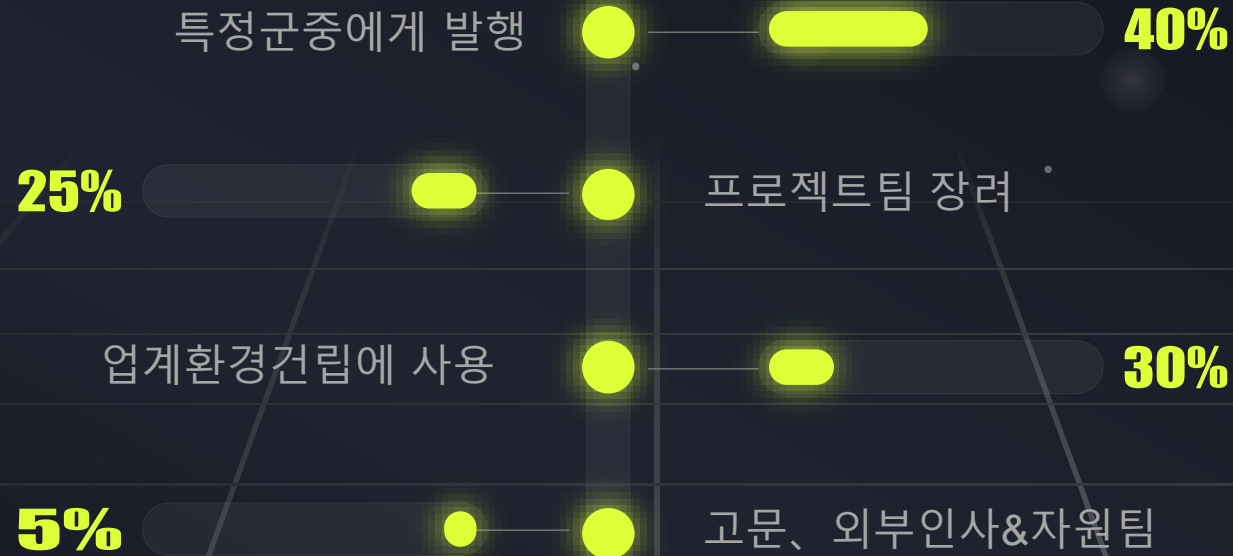 특정군중에게 발행 40%
25% 프로젝트팀 장려
업계환경건립에 사용 30%
5% 고문、외부인사&자원팀